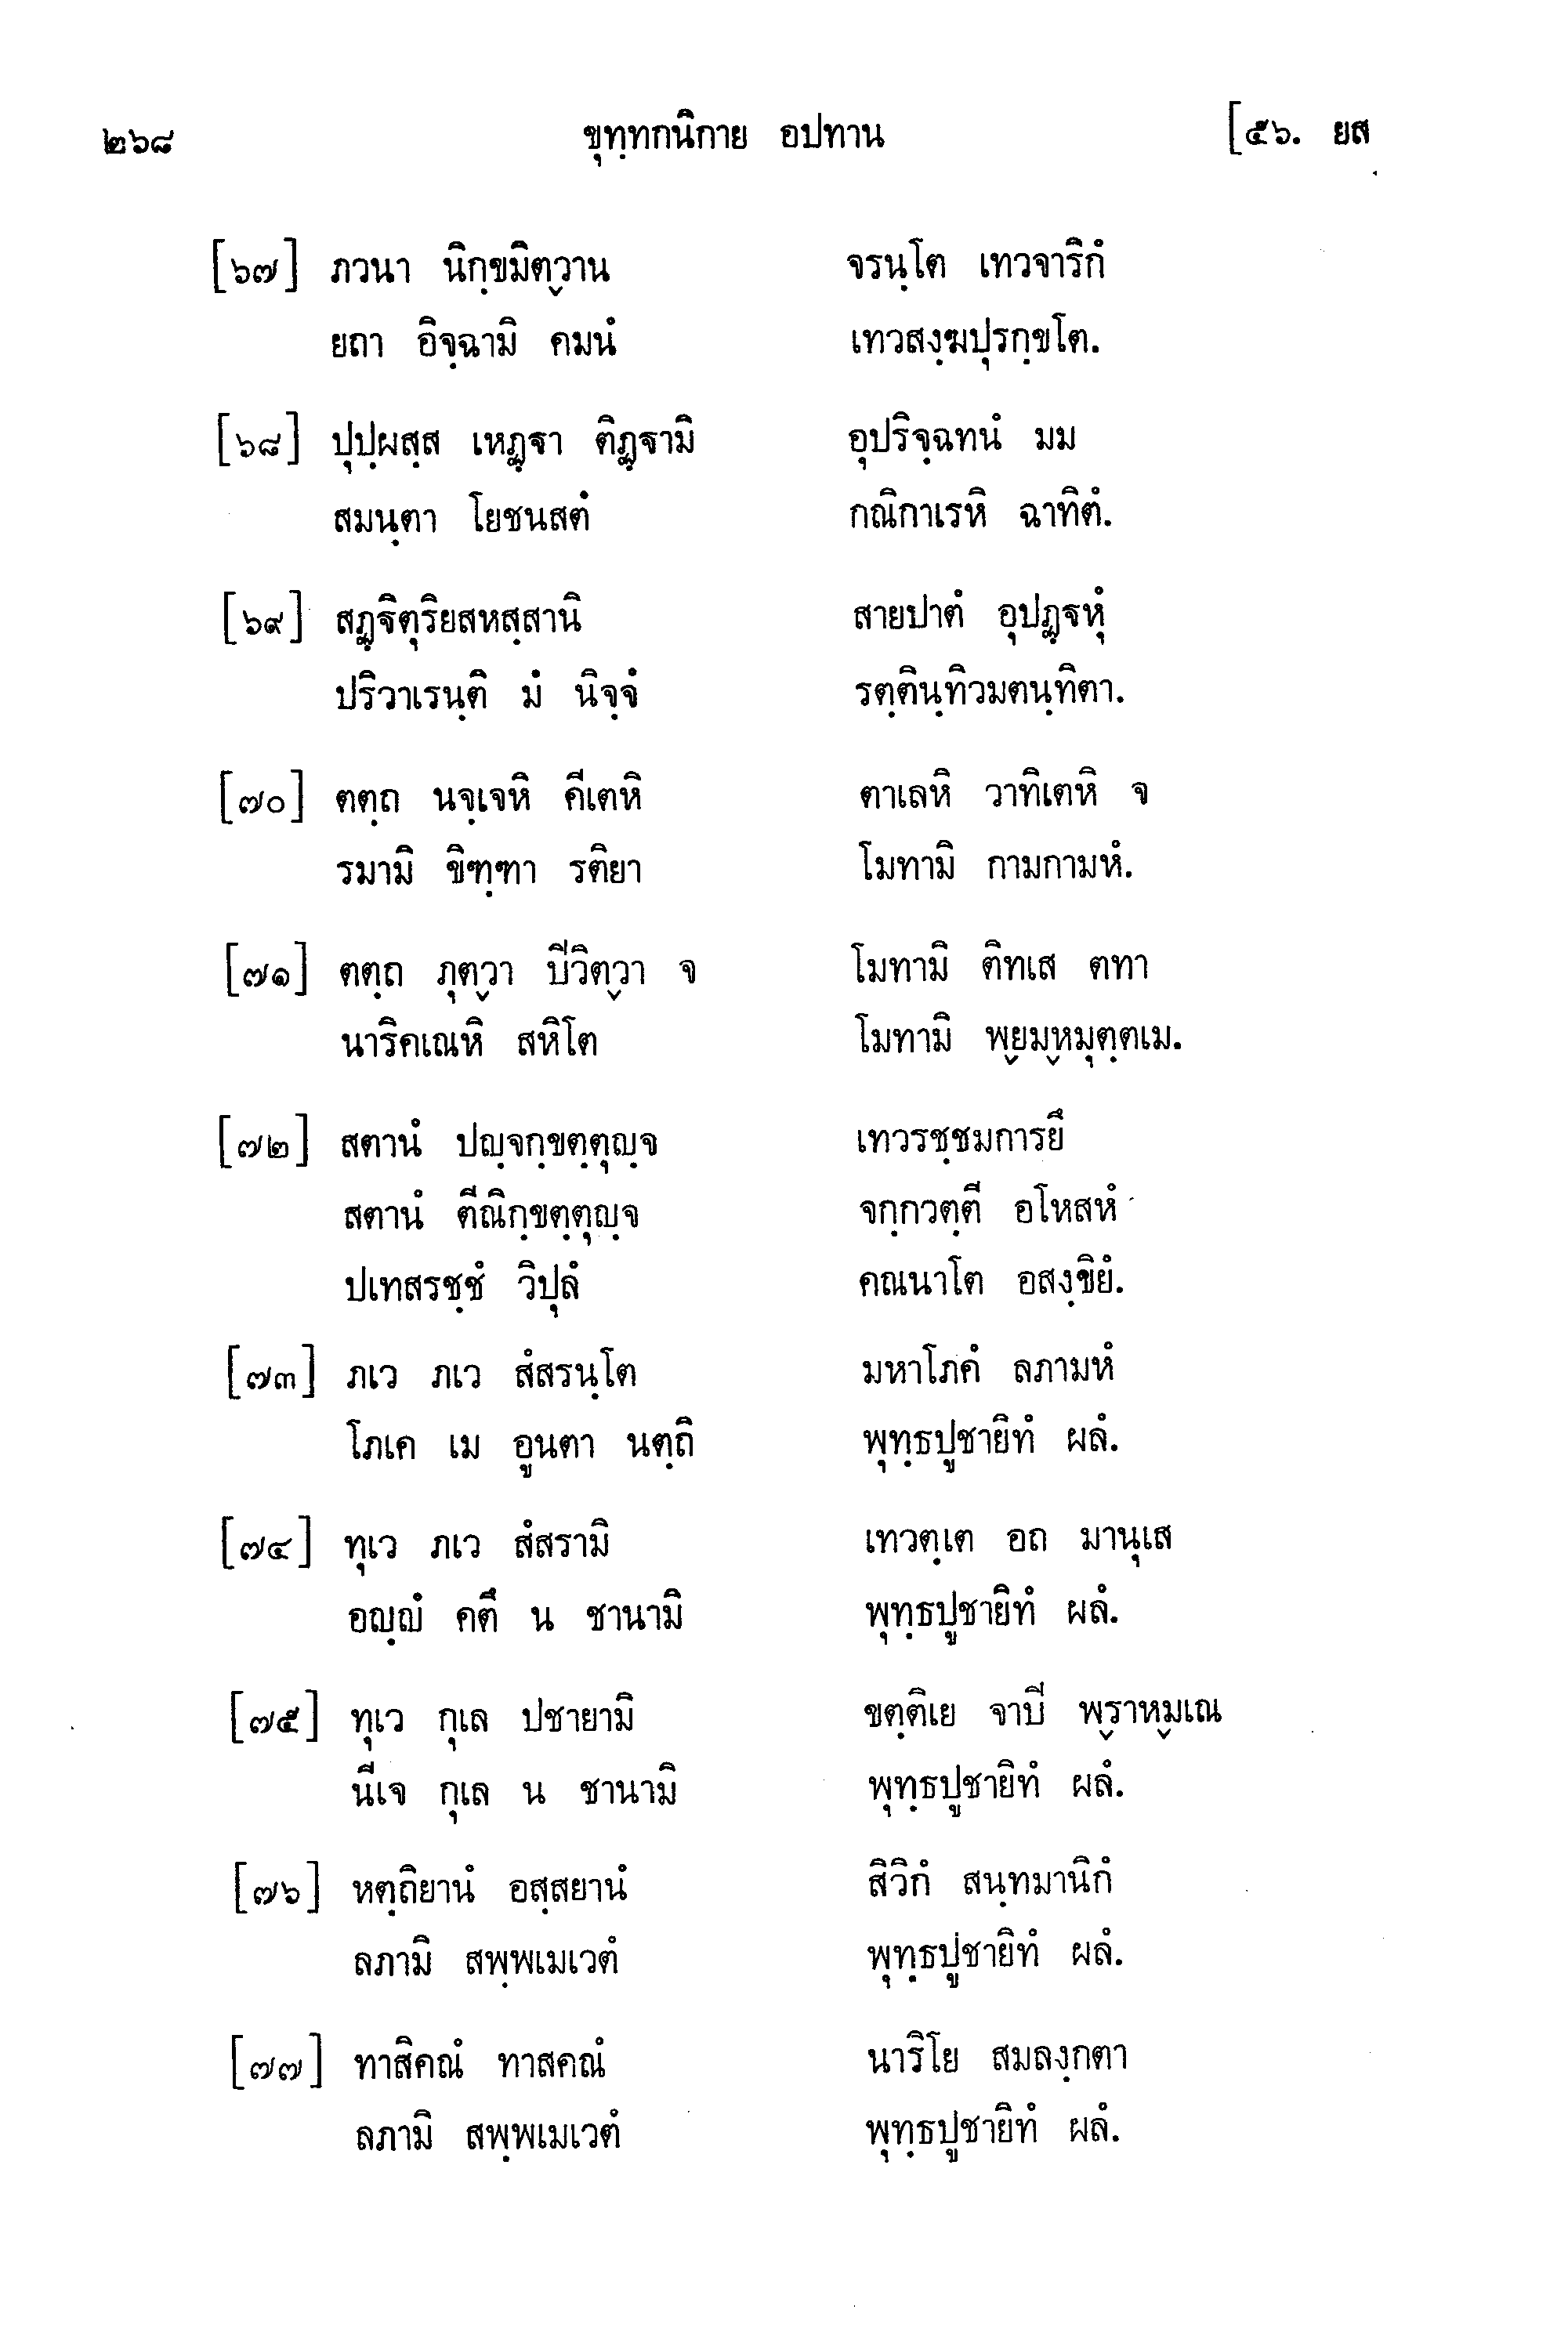 ๒๖๘ ขุทฺทกนิกาย อปทาน [๕๖. ยส
[๖๗] ภวนา นิกฺขมิตฺวาน จรนฺโต เทวจาริกํ
ยถา อิจฺฉามิ คมนํ เทวสงฺฆปุรกฺขโต.
[๖๘] ปุปฺผสฺส เหฏฺฐา ติฏฺฐามิ อุปริจฺฉทนํ มม
สมนฺตา โยชนสตํ กณิกาเรหิ ฉาทิตํ.
[๖๙] สฏฺฐิตุริยสหสฺสานิ สายปาตํ อุปฏฺฐหุํ
ปริวาเรนฺติ มํ นิจฺจํ รตฺตินฺทิวมตนฺทิตา.
[๗๐] ตตฺถ นจฺเจหิ คีเตหิ ตาเลหิ วาทิเตหิ จ
รมามิ ขิฑฺฑา รติยา โมทามิ กามกามหํ.
[๗๑] ตตฺถ ภุตฺวา ปีวิตฺวา จ โมทามิ ติทเส ตทา
นาริคเณหิ สหิโต โมทามิ พฺยมฺหมุตฺตเม.
[๗๒] สตานํ ปญฺจกฺขตฺตุญฺจ เทวรชฺชมการยึ
สตานํ ตีณิกฺขตฺตุญฺจ จกฺกวตฺตี อโหสหํ
ปเทสรชฺชํ วิปุลํ คณนาโต อสงฺขิยํ.
[๗๓] ภเว ภเว สํสรนฺโต มหาโภคํ ลภามหํ
โภเค เม อูนตา นตฺถิ พุทฺธปูชายิทํ ผลํ.
[๗๔] ทุเว ภเว สํสรามิ เทวตฺเต อถ มานุเส
อญฺญํ คตึ น ชานามิ พุทฺธปูชายิทํ ผลํ.
[๗๕] ทุเว กุเล ปชายามิ ขตฺติเย จาปี พฺราหฺมเณ
นีเจ กุเล น ชานามิ พุทฺธปูชายิทํ ผลํ.
[๗๖] หตฺถิยานํ อสฺสยานํ สิวิกํ สนฺทมานิกํ
ลภามิ สพฺพเมเวตํ พุทฺธปูชายิทํ ผลํ.
[๗๗] ทาสิคณํ ทาสคณํ นาริโย สมลงฺกตา
ลภามิ สพฺพเมเวตํ พุทฺธปูชายิทํ ผลํ.